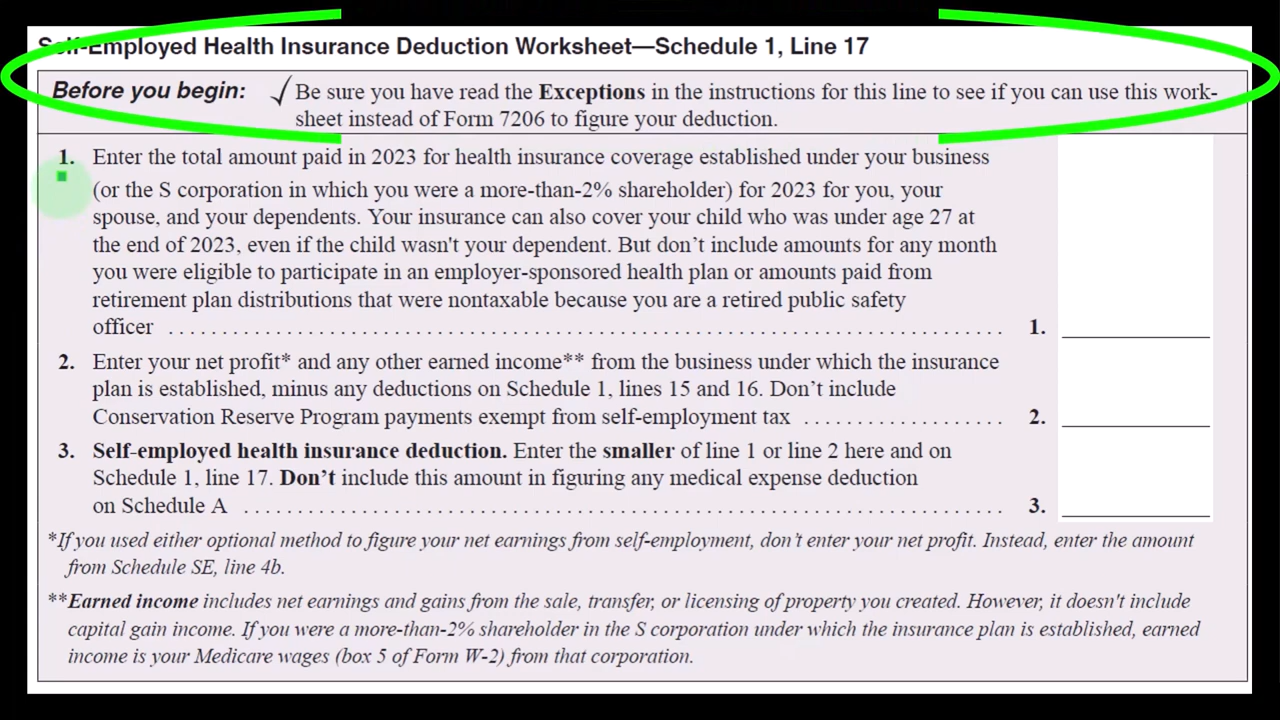 Self-Employed Health Insurance Deduction Worksheet—Schedule 1, Line 17
Before you begin: √ Be sure you have read the Exceptions in the instructions for this line to see if you can use this work-
sheet instead of Form 7206 to figure your deduction.
1. Enter the total amount paid in 2023 for health insurance coverage established under your business
(or the S corporation in which you were a more-than-2% shareholder) for 2023 for you, your
spouse, and your dependents. Your insurance can also cover your child who was under age 27 at
the end of 2023, even if the child wasn't your dependent. But don’t include amounts for any month
you were eligible to participate in an employer-sponsored health plan or amounts paid from
retirement plan distributions that were nontaxable because you are a retired public safety
officer . . . . . . . . . . . . . . . . . . . . . . . . . . . . . . . . . . . . . . . . . . . . . . . . . . . . . . . . . . . . . . . . . . . . . . . . . . . . . 1.
2. Enter your net profit* and any other earned income** from the business under which the insurance
plan is established, minus any deductions on Schedule 1, lines 15 and 16. Don’t include
Conservation Reserve Program payments exempt from self-employment tax . . . . . . . . . . . . . . . . . . . 2.
3. Self-employed health insurance deduction. Enter the smaller of line 1 or line 2 here and on
Schedule 1, line 17. Don’t include this amount in figuring any medical expense deduction
on Schedule A . . . . . . . . . . . . . . . . . . . . . . . . . . . . . . . . . . . . . . . . . . . . . . . . . . . . . . . . . . . . . . . . . . . . . . 3.
*If you used either optional method to figure your net earnings from self-employment, don’t enter your net profit. Instead, enter the amount
from Schedule SE, line 4b.
**Earned income includes net earnings and gains from the sale, transfer, or licensing of property you created. However, it doesn't include
capital gain income. If you were a more-than-2% shareholder in the S corporation under which the insurance plan is established, earned
income is your Medicare wages (box 5 of Form W-2) from that corporation.